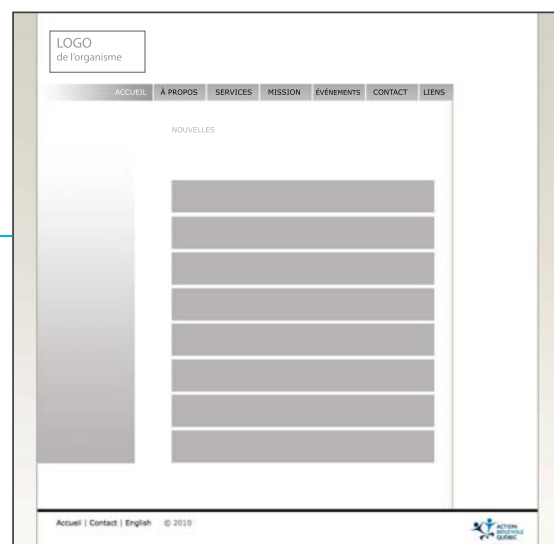 LOGO
de l'organisme
ACCUEIL À PROPOS SERVICES MISSION ÉVÉNEMENTS CONTACT LIENS
NOUVELLES
Accueil | Contact | English © 2010
ACTION
BÉNÉVOLE
QUÉBEC